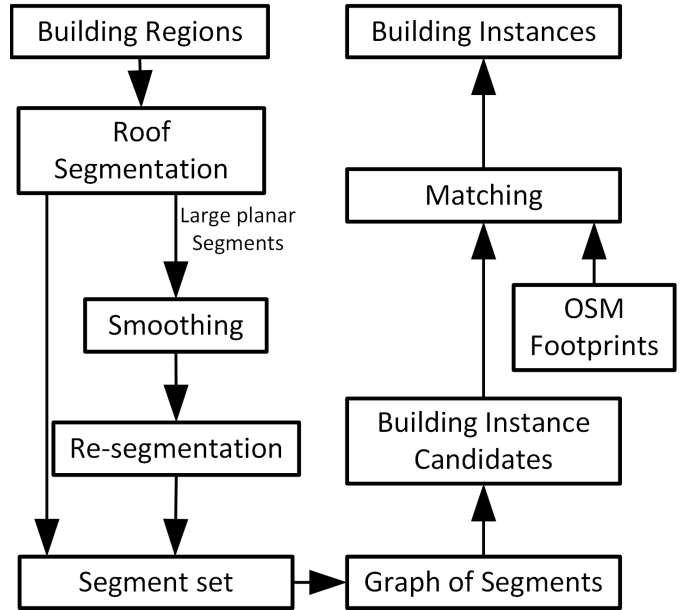 Building Regions
Roof
Segmentation
Large planar
Segments
Smoothing
Re-segmentation
Segment set
Graph of Segments
Building Instance
Candidates
OSM
Footprints
Matching
Building Instances